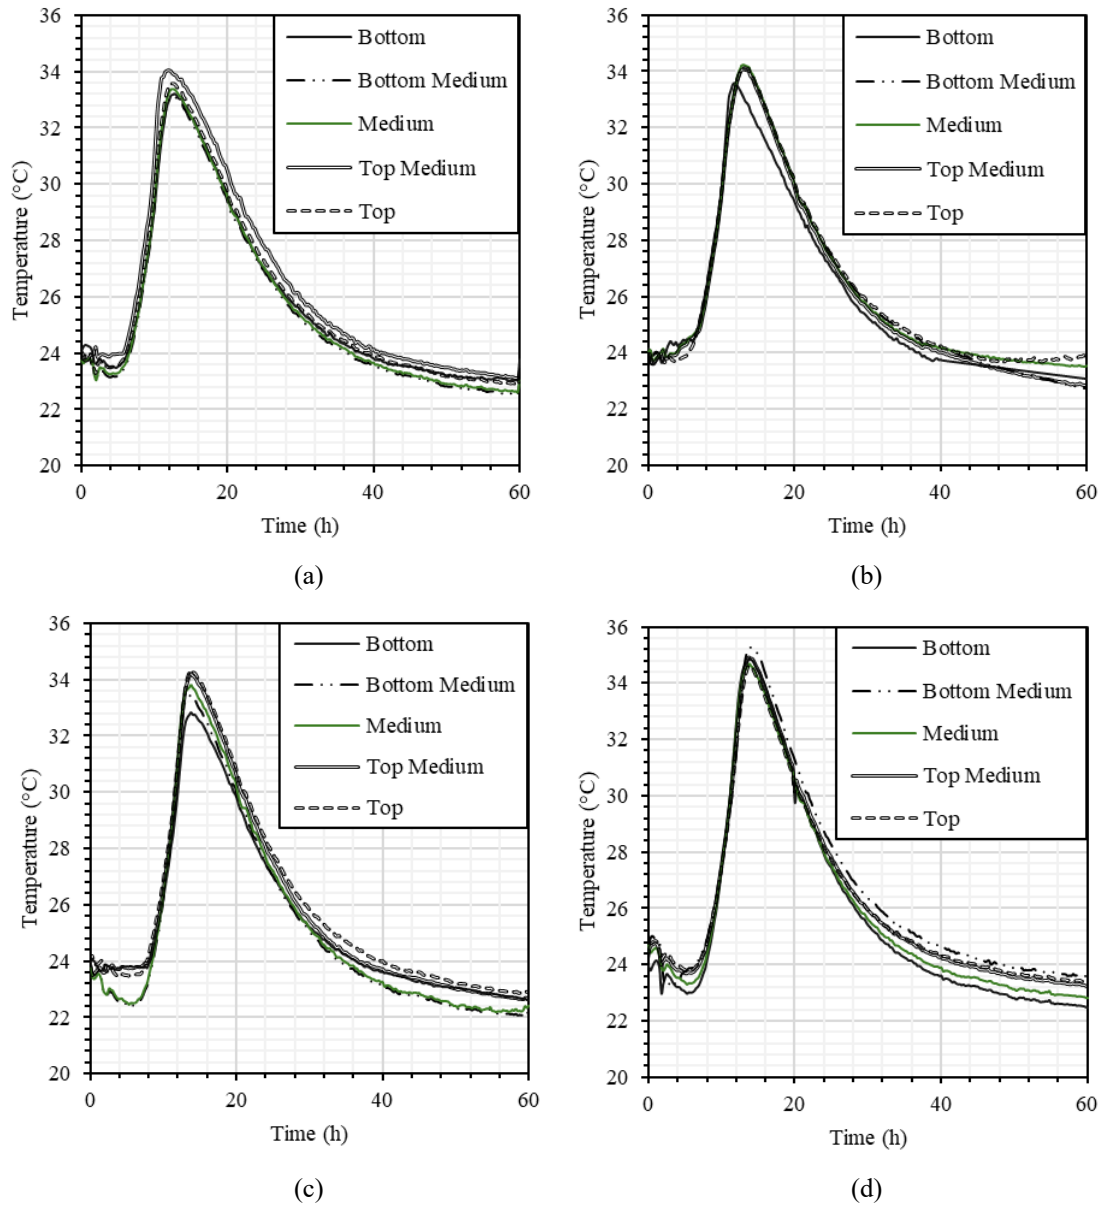 36
34
32
30
28
26
24
22
20
Temperature (°C)
0 20 40 60
Time (h)
Bottom
Bottom Medium
Medium
Top Medium
Top
(a)
36
34
32
30
28
26
24
22
20
Temperature (°C)
0 20 40 60
Time (h)
Bottom
Bottom Medium
Medium
Top Medium
Top
(b)
36
34
32
30
28
26
24
22
20
Temperature (°C)
0 20 40 60
Time (h)
Bottom
Bottom Medium
Medium
Top Medium
Top
(c)
36
34
32
30
28
26
24
22
20
Temperature (°C)
0 20 40 60
Time (h)
Bottom
Bottom Medium
Medium
Top Medium
Top
(d)